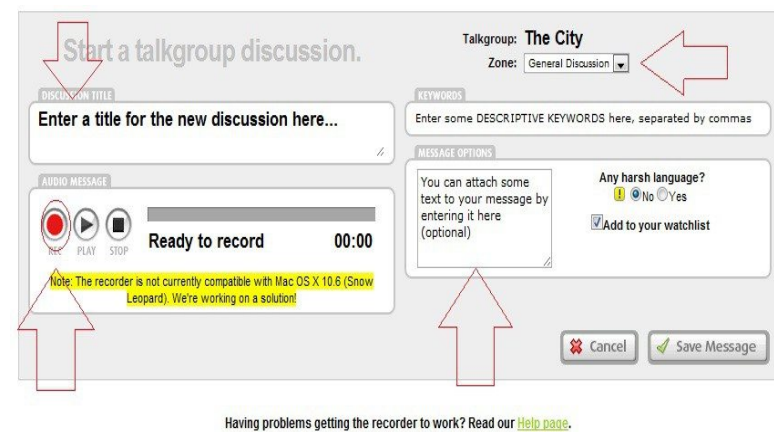 Start a talkgroup discussion.
Talkgroup: The City
Zone: General Discussion
DISCUSSION TITLE
Enter a title for the new discussion here...
KEYWORDS
Enter some DESCRIPTIVE KEYWORDS here, separated by commas
AUDIO MESSAGE
REC PLAY STOP
Ready to record 00:00
Note: The recorder is not currently compatible with Mac OS X 10.6 (Snow
Leopard). We're working on a solution!
MESSAGE OPTIONS
You can attach some
text to your message by
entering it here
(optional)
Any harsh language?
! No Yes
Add to your watchlist
Cancel
Save Message
Having problems getting the recorder to work? Read our Help page.